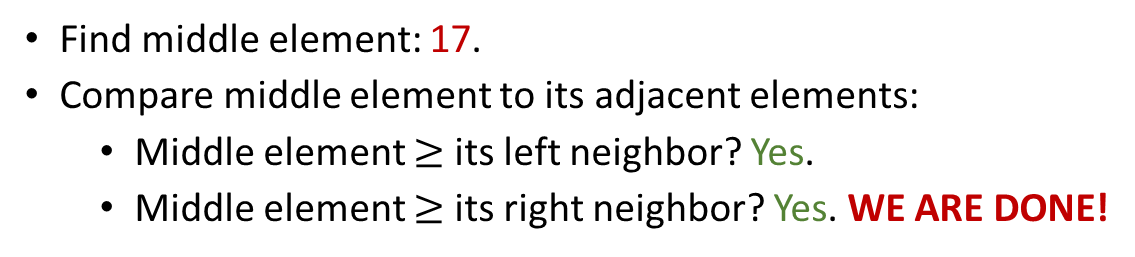 • Find middle element: 17.
• Compare middle element to its adjacent elements:
• Middle element ≥ its left neighbor? Yes.
• Middle element ≥ its right neighbor? Yes. WE ARE DONE!